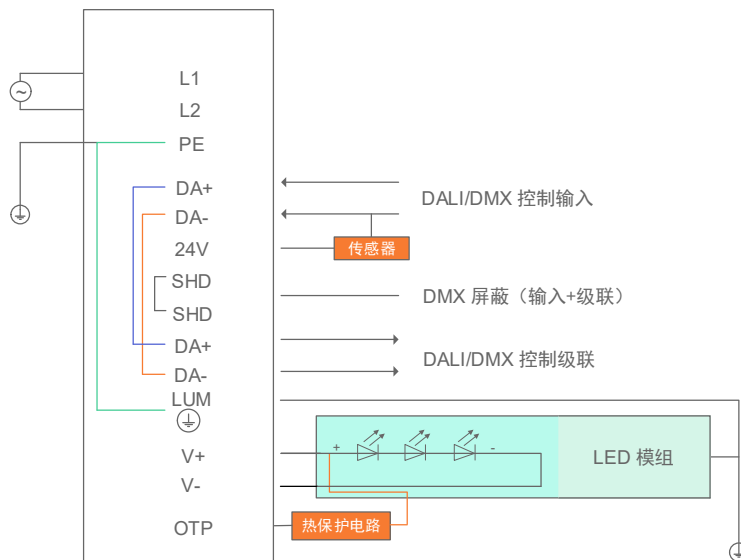 L1
L2
PE
DA+
DALI/DMX 控制输入
DA-
24V
传感器
SHD
DMX 屏蔽（输入+级联）
SHD
DA+
DALI/DMX 控制级联
DA-
LUM
V+
+
-
LED 模组
V-
OTP
热保护电路